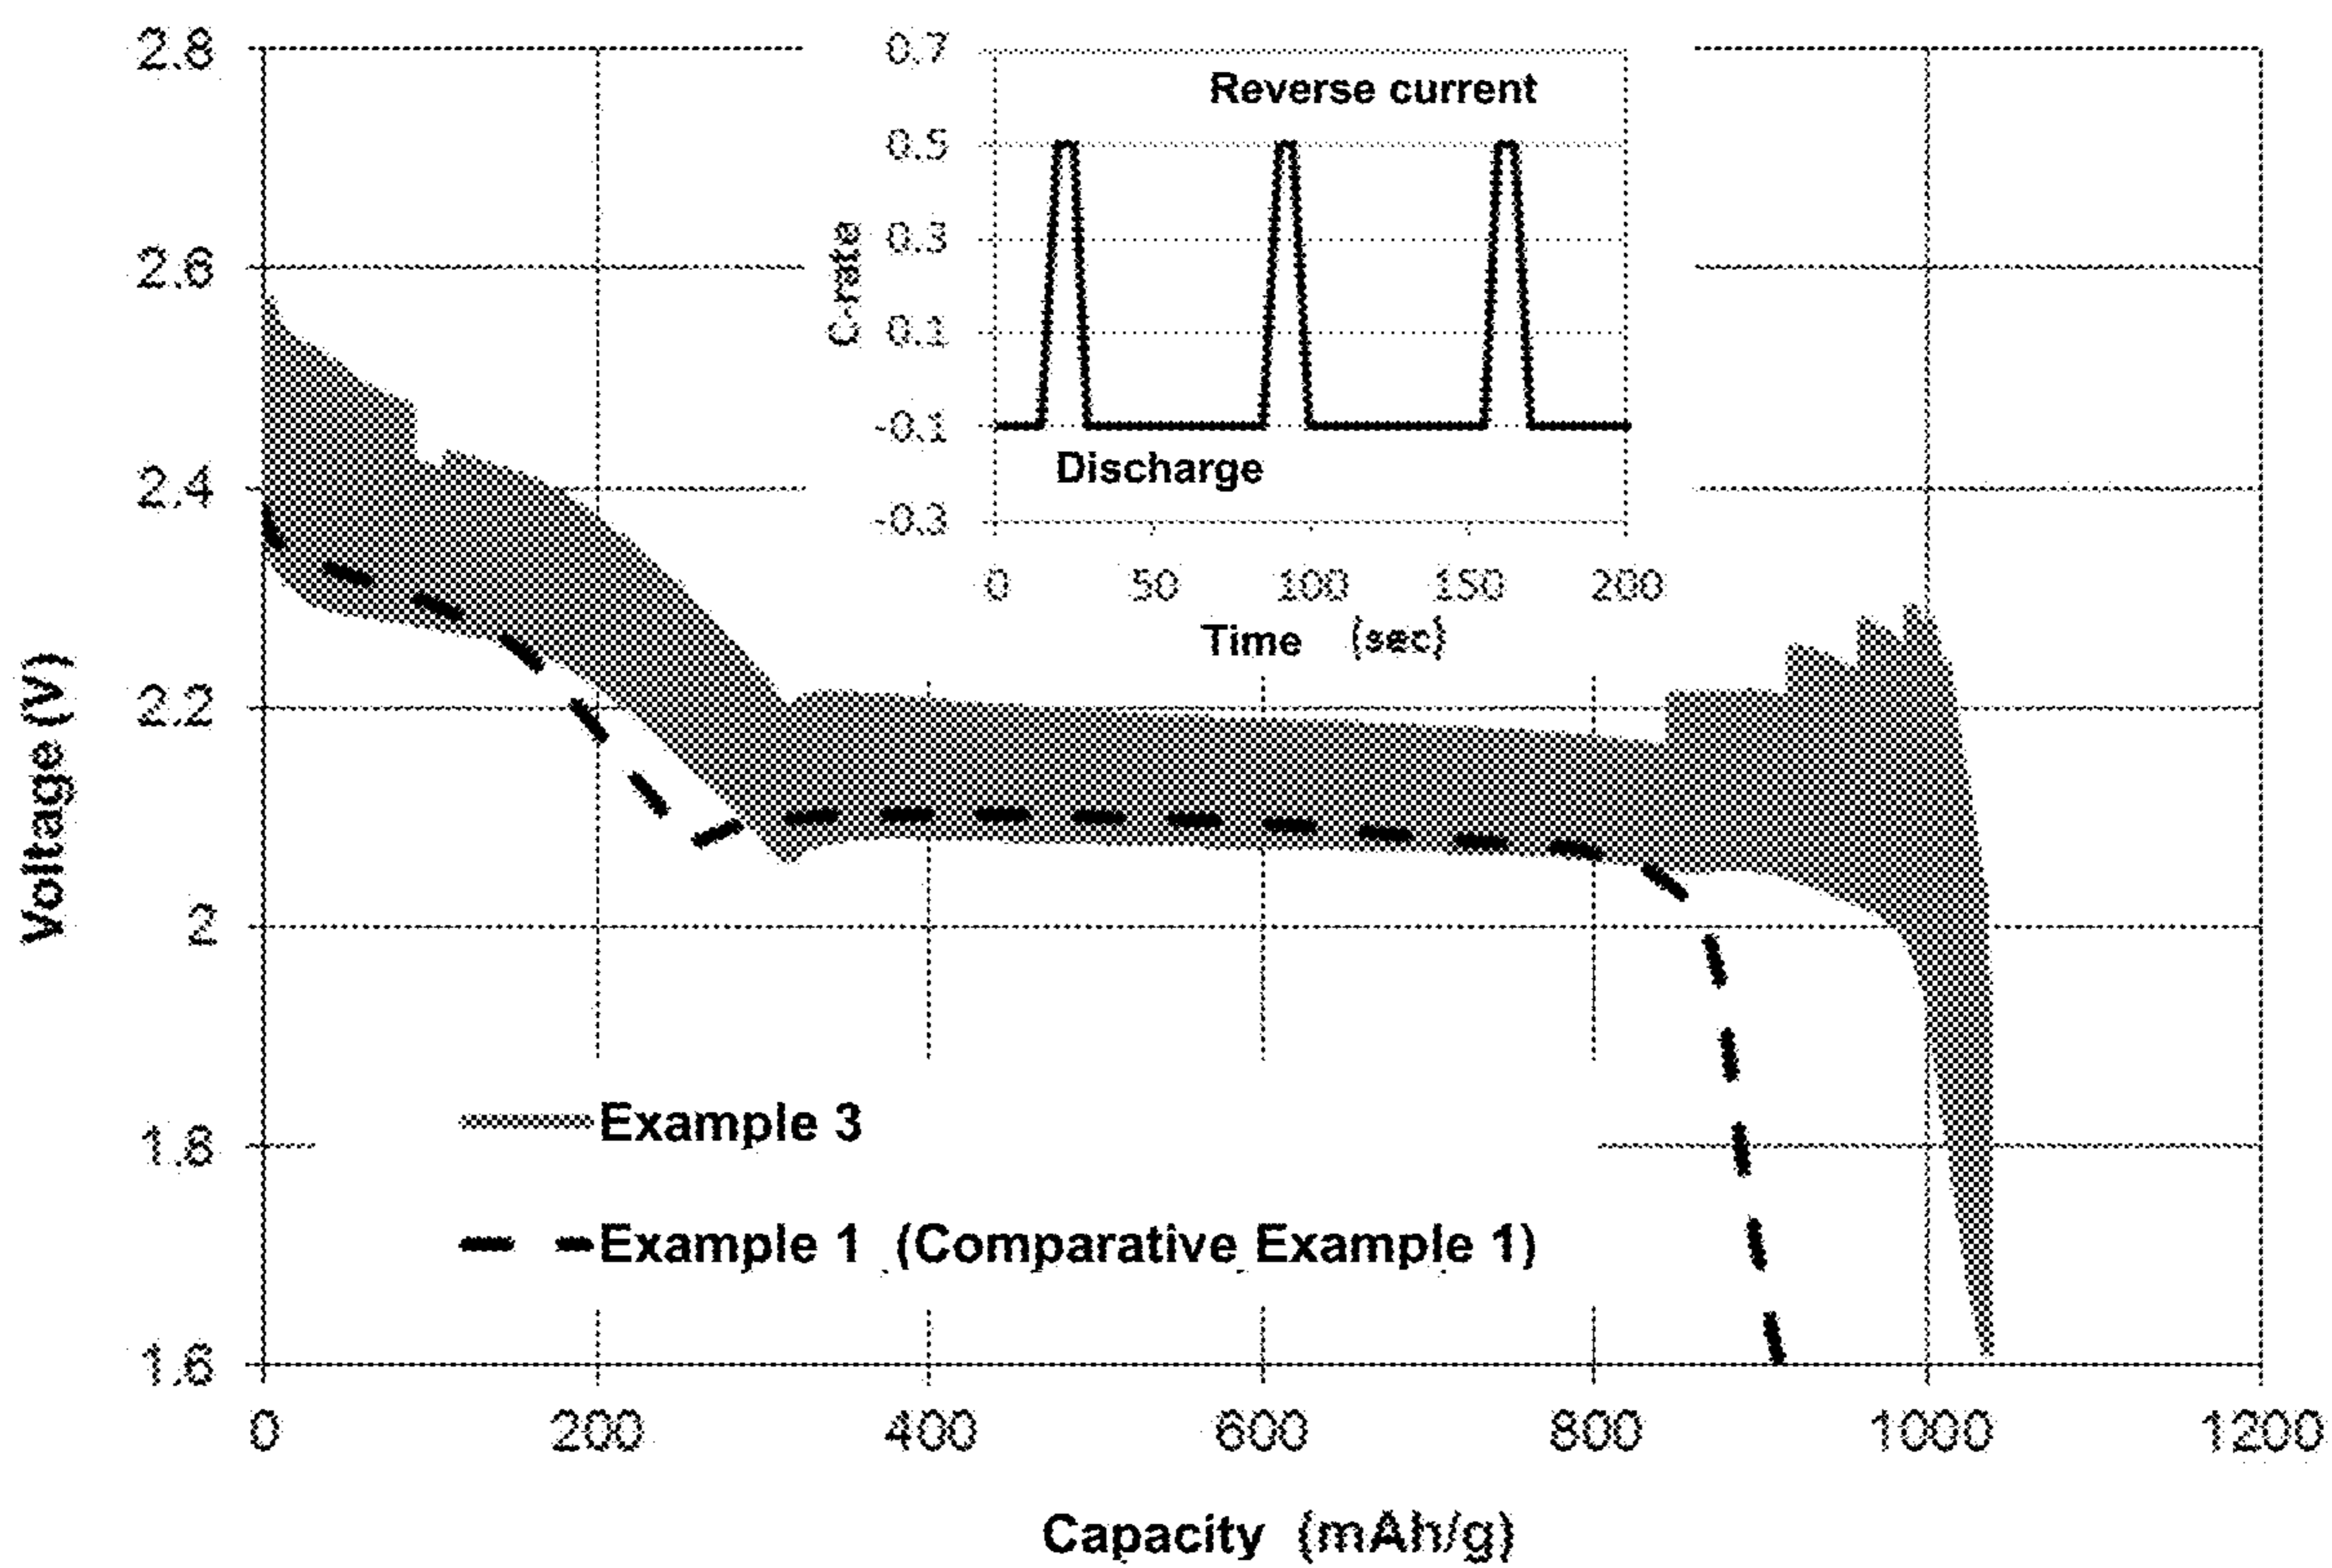 2.8
2.6
2.4
2.2
2
1.8
1.6
Voltage (V)
0.7
0.5
0.3
0.1
-0.1
-0.3
C-rate
Reverse current
Discharge
0 50 100 150 200
Time (sec)
Example 3
Example 1 (Comparative Example 1)
0 200 400 600 800 1000 1200
Capacity (mAh/g)